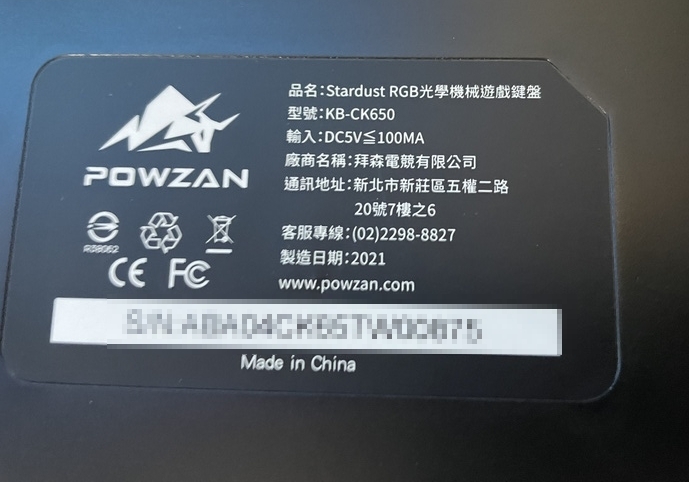 POWZAN
品名:Stardust RGB光學機械遊戲鍵盤
型號:KB-CK650
輸入:DC5V≦100MA
廠商名稱:拜森電競有限公司
通訊地址:新北市新莊區五權二路
20號7樓之6
客服專線:(02)2298-8827
製造日期:2021
www.powzan.com
CE FC
Made in China